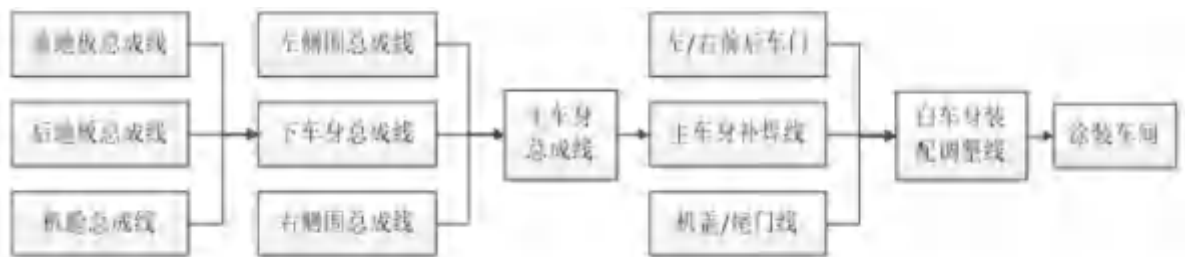 前地板总成线
左侧围总成线
左/右前后车门
后地板总成线
下车身总成线
主车身
总成线
主车身补焊线
白车身装
配调整线
涂装车间
机舱总成线
右侧围总成线
机盖/尾门线